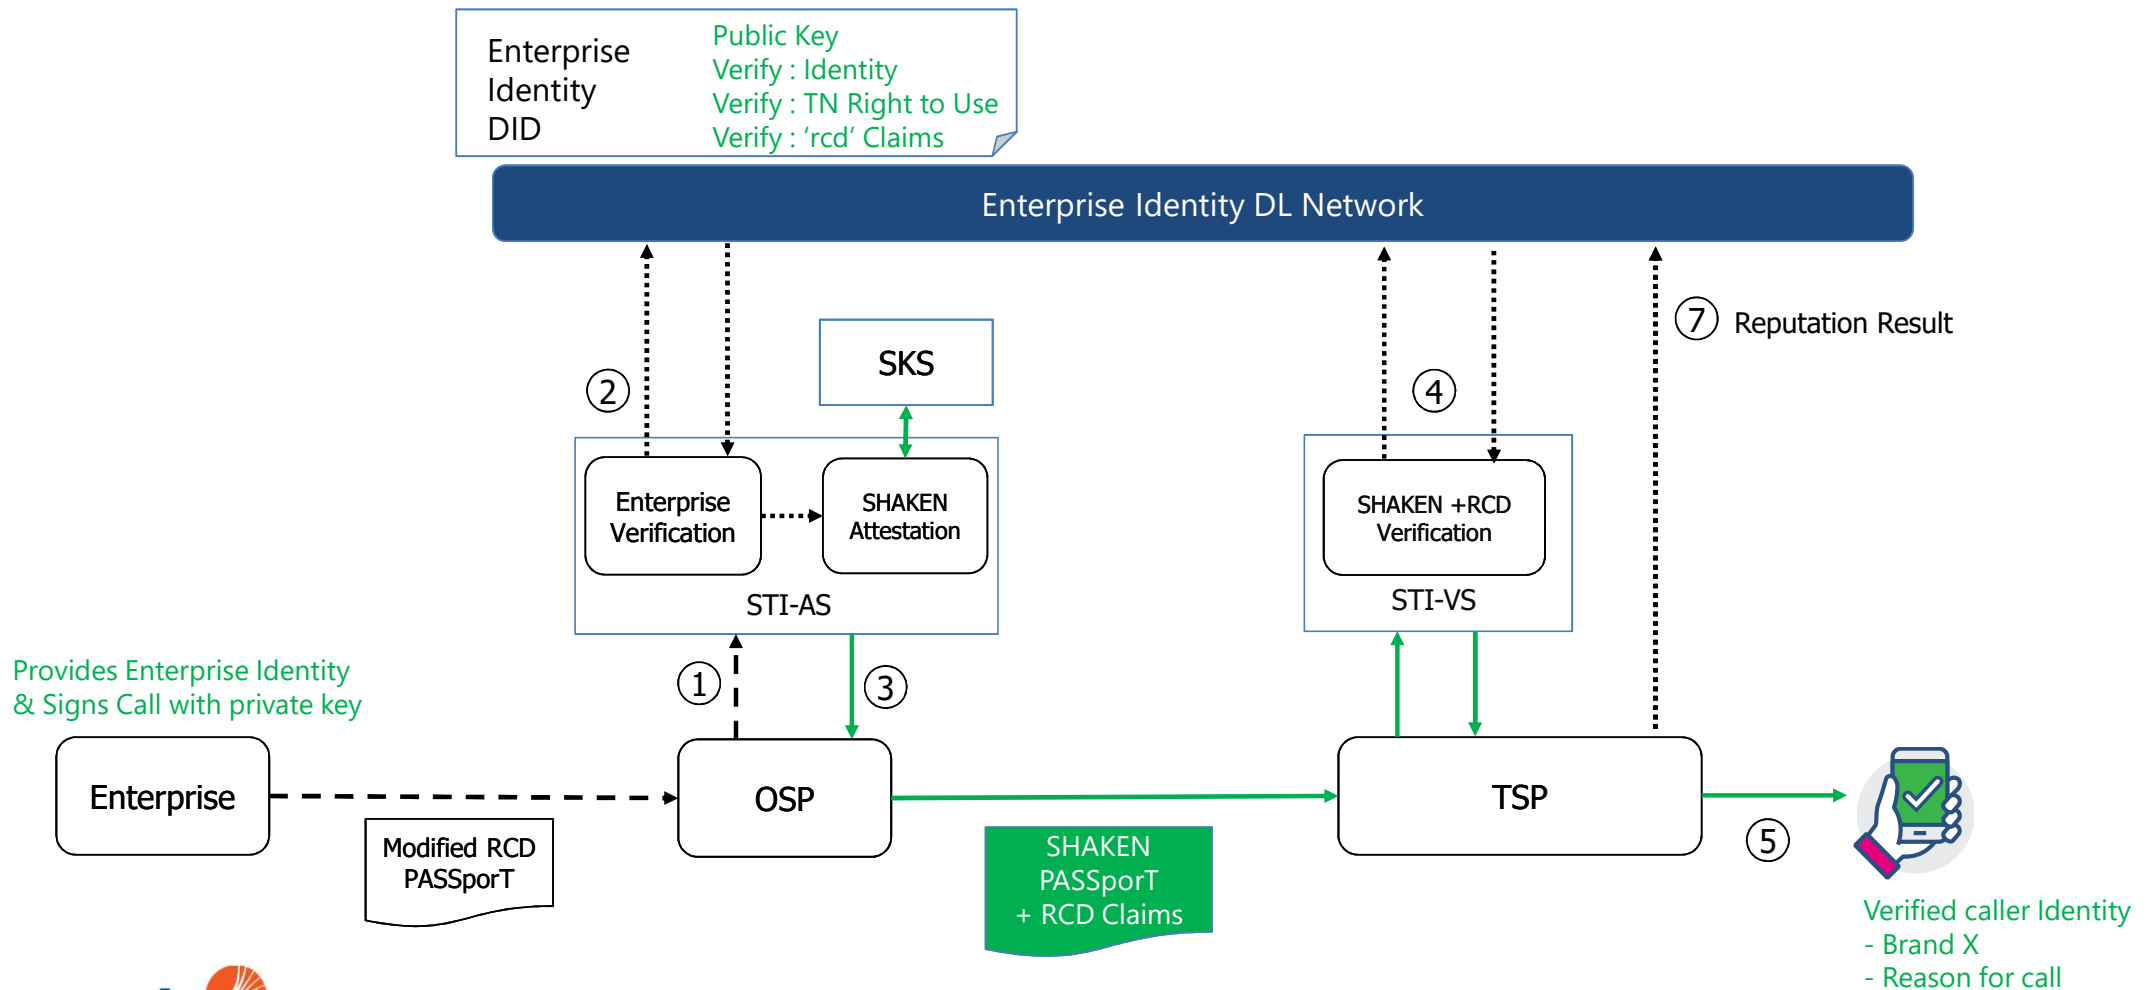 Enterprise
Identity
DID
Public Key
Verify : Identity
Verify : TN Right to Use
Verify : ‘rcd’ Claims
Enterprise Identity DL Network
7 Reputation Result
SKS
2
4
Enterprise
Verification
SHAKEN
Attestation
SHAKEN +RCD
Verification
STI-AS
STI-VS
Provides Enterprise Identity
& Signs Call with private key
1
3
Enterprise
OSP
TSP
Modified RCD
PASSporT
SHAKEN
PASSporT
+ RCD Claims
5
Verified caller Identity
- Brand X
- Reason for call